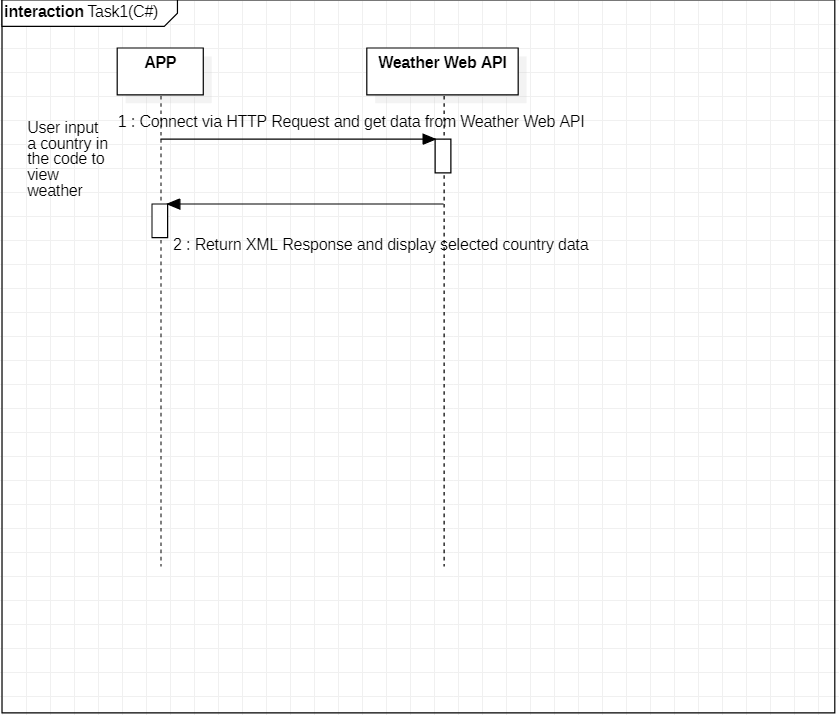 interaction Task1(C#)
APP
Weather Web API
1 : Connect via HTTP Request and get data from Weather Web API
User input
a country in
the code to
view
weather
2 : Return XML Response and display selected country data